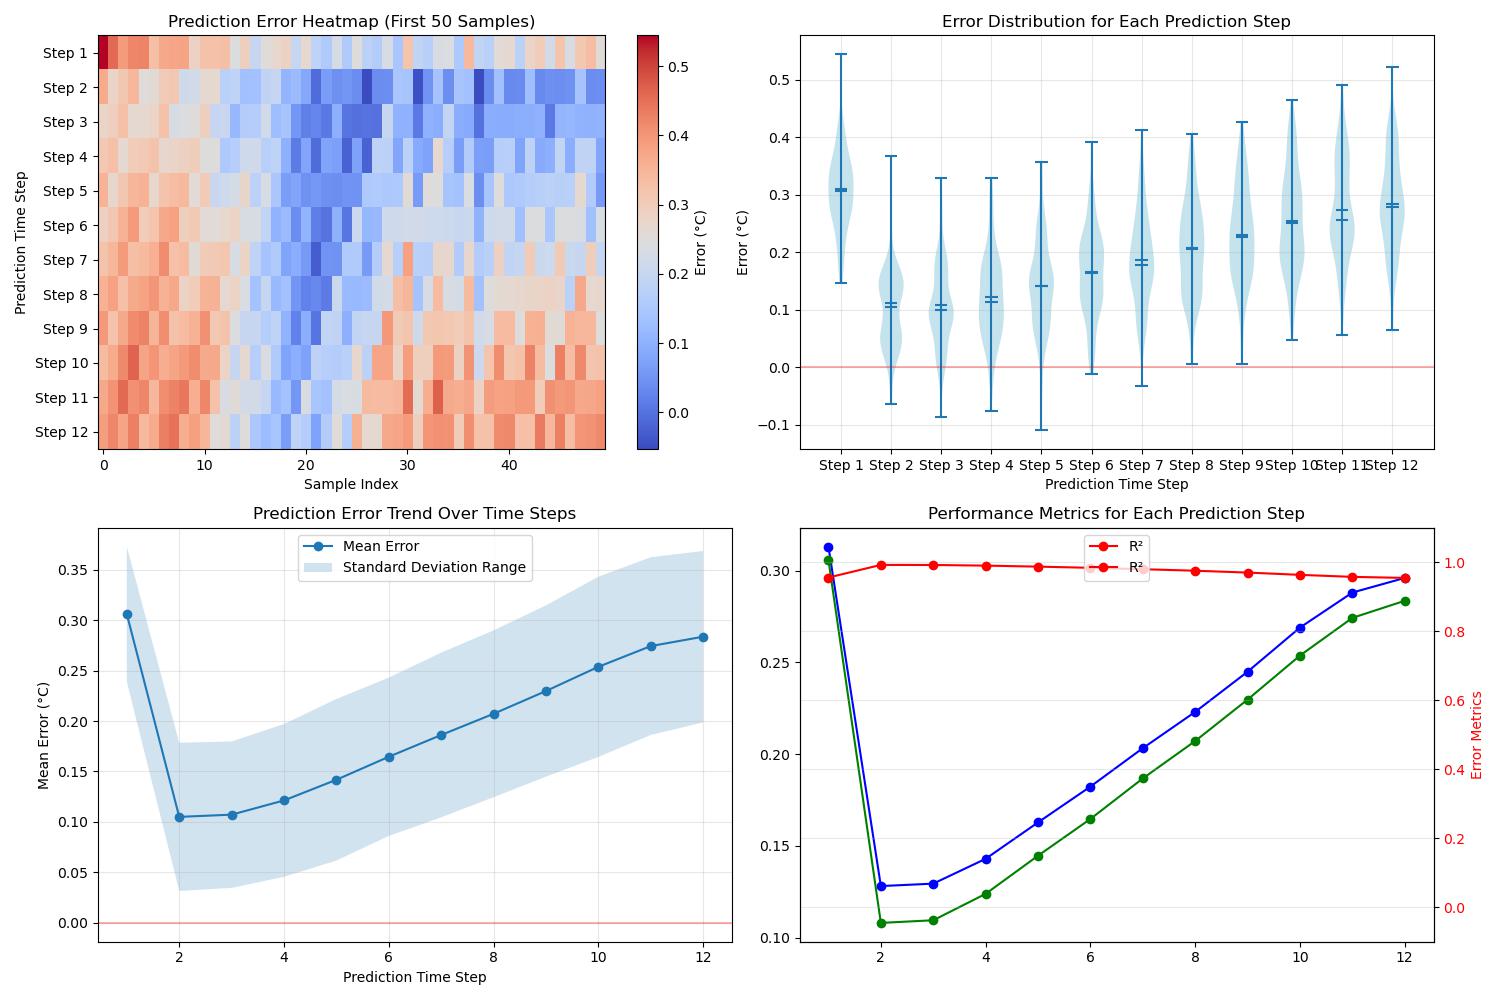 Prediction Error Heatmap (First 50 Samples)
Prediction Time Step
Step 1
Step 2
Step 3
Step 4
Step 5
Step 6
Step 7
Step 8
Step 9
Step 10
Step 11
Step 12
0 10 20 30 40
Sample Index
0.5
0.4
0.3
0.2
0.1
0.0
Error (°C)
Error Distribution for Each Prediction Step
Error (°C)
0.5
0.4
0.3
0.2
0.1
0.0
−0.1
Step 1 Step 2 Step 3 Step 4 Step 5 Step 6 Step 7 Step 8 Step 9 Step 10 Step 11 Step 12
Prediction Time Step
Prediction Error Trend Over Time Steps
Mean Error
Standard Deviation Range
Mean Error (°C)
0.35
0.30
0.25
0.20
0.15
0.10
0.05
0.00
2 4 6 8 10 12
Prediction Time Step
Performance Metrics for Each Prediction Step
R²
R²
0.30
0.25
0.20
0.15
0.10
2 4 6 8 10 12
1.0
0.8
0.6
0.4
0.2
0.0
Error Metrics